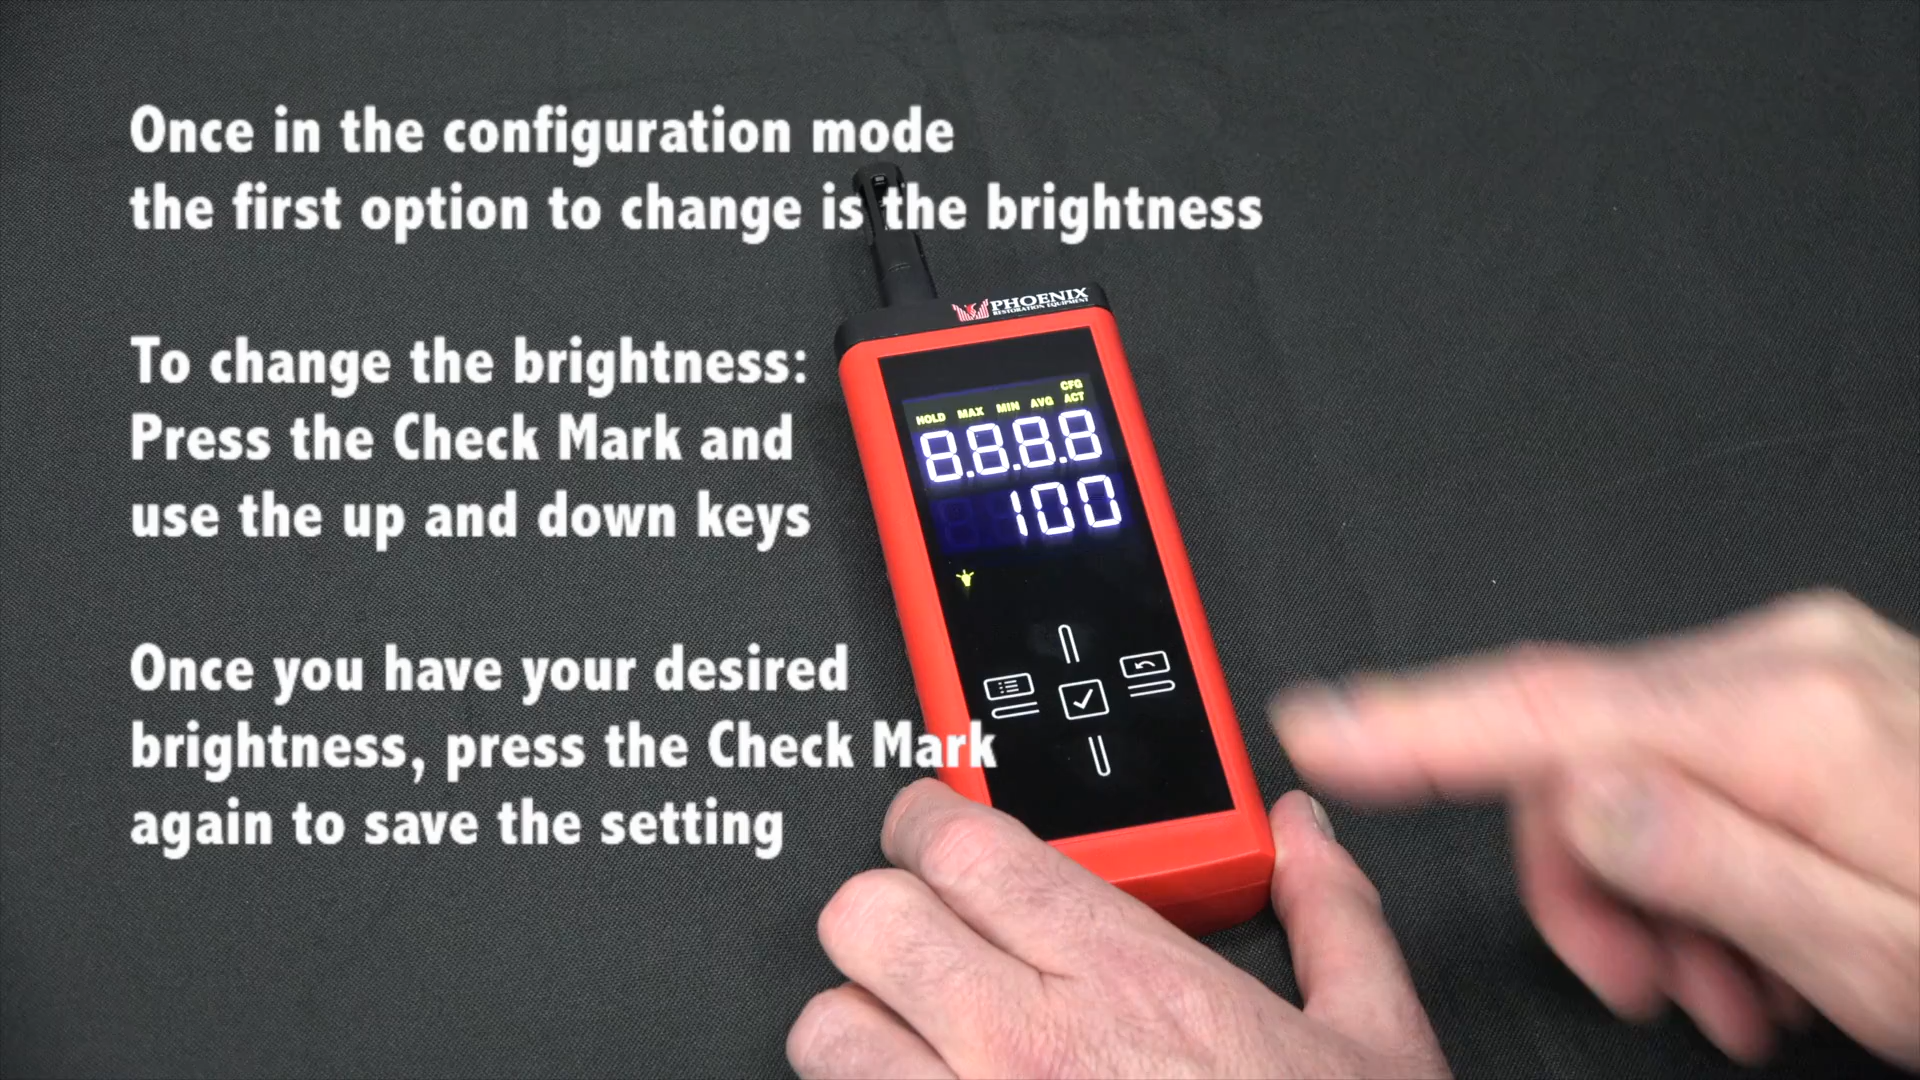 Once in the configuration mode
the first option to change is the brightness
To change the brightness:
Press the Check Mark and
use the up and down keys
Once you have your desired
brightness, press the Check Mark
again to save the setting
PHOENIX
RESTORATION EQUIPMENT
CFG
HOLD MAX MIN AVG ACT
8.8.8.8
100